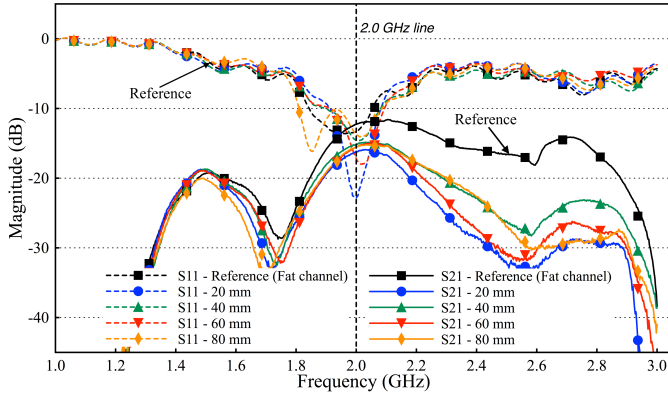 2.0 GHz line
0
-10
-20
-30
-40
Magnitude (dB)
Reference
Reference
S11 - Reference (Fat channel)
S11 - 20 mm
S11 - 40 mm
S11 - 60 mm
S11 - 80 mm
S21 - Reference (Fat channel)
S21 - 20 mm
S21 - 40 mm
S21 - 60 mm
S21 - 80 mm
1.0 1.2 1.4 1.6 1.8 2.0 2.2 2.4 2.6 2.8 3.0
Frequency (GHz)